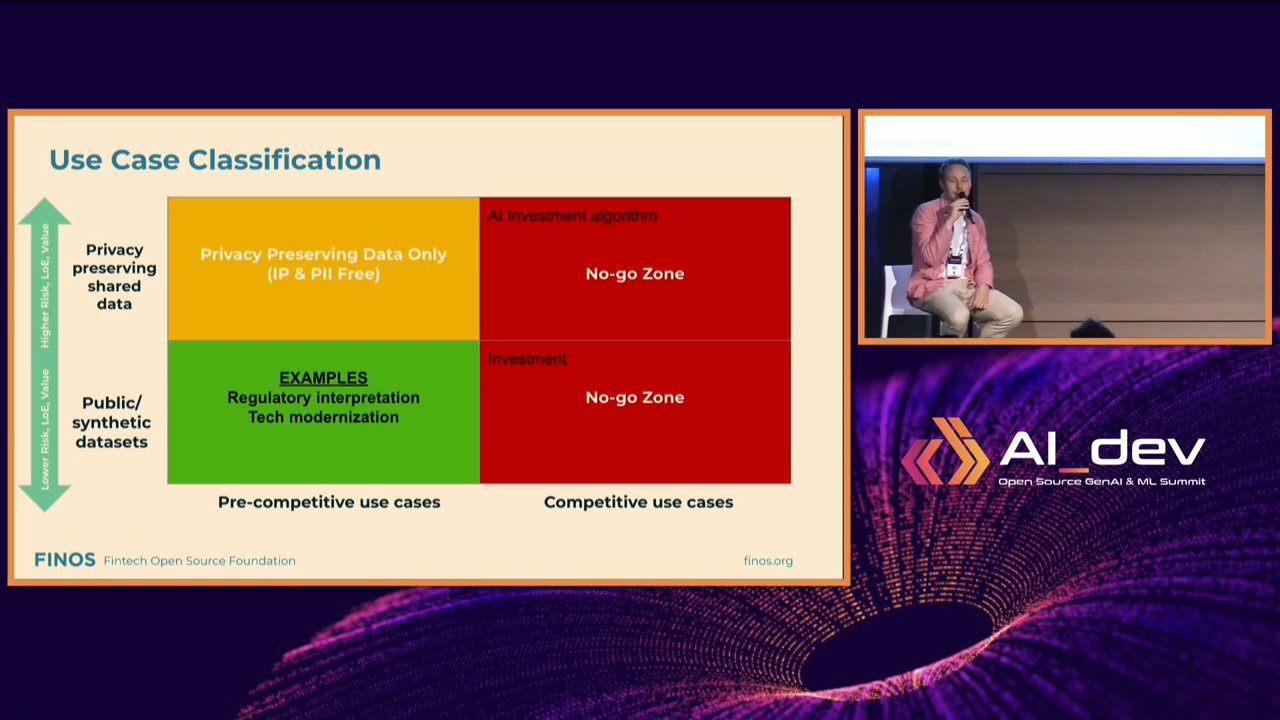 Use Case Classification
Higher Risk, LoE, Value
Lower Risk, LoE, Value
Privacy
preserving
shared
data
Privacy Preserving Data Only
(IP & PII Free)
AI Investment algorithm
No-go Zone
Public/
synthetic
datasets
EXAMPLES
Regulatory interpretation
Tech modernization
Investment
No-go Zone
Pre-competitive use cases
Competitive use cases
FINOS Fintech Open Source Foundation
finos.org
AI_dev
Open Source GenAI & ML Summit